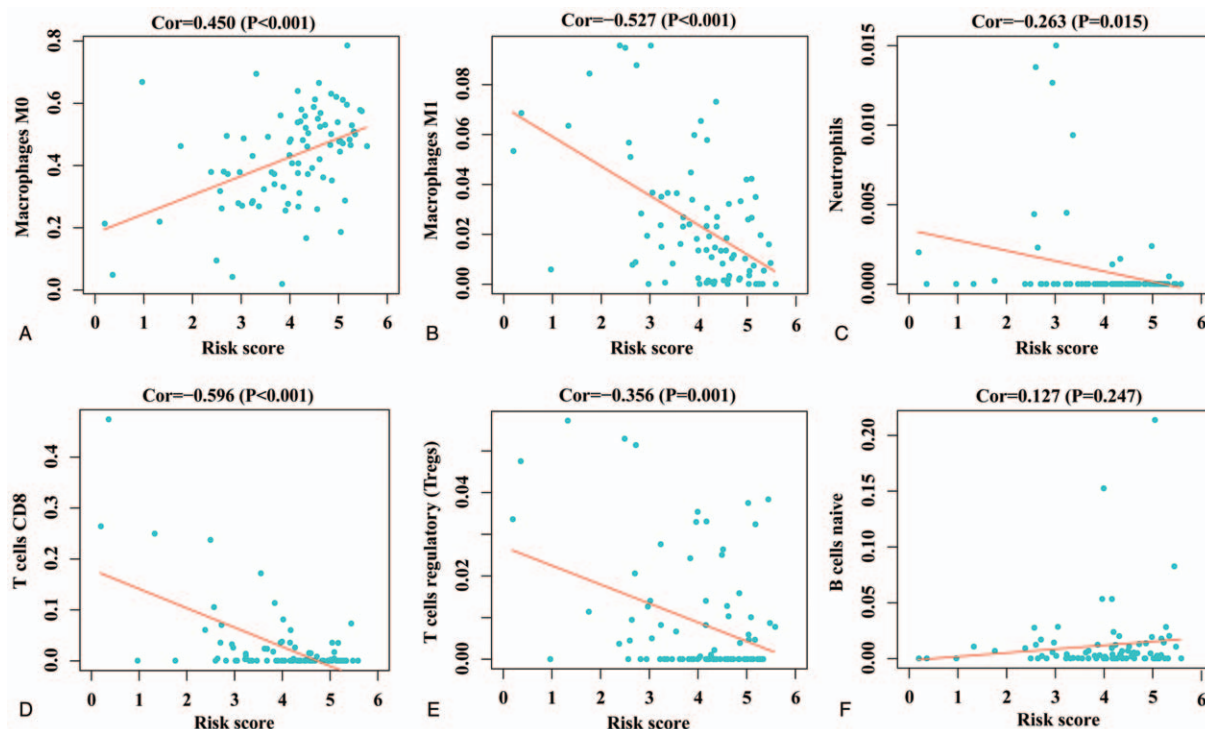 Cor=0.450 (P<0.001)
Macrophages M0
0.0 0.2 0.4 0.6 0.8
0 1 2 3 4 5 6
Risk score
A
Cor=−0.527 (P<0.001)
Macrophages M1
0.00 0.02 0.04 0.06 0.08
0 1 2 3 4 5 6
Risk score
B
Cor=−0.263 (P=0.015)
Neutrophils
0.000 0.005 0.010 0.015
0 1 2 3 4 5 6
Risk score
C
Cor=−0.596 (P<0.001)
T cells CD8
0.0 0.1 0.2 0.3 0.4
0 1 2 3 4 5 6
Risk score
D
Cor=−0.356 (P=0.001)
T cells regulatory (Tregs)
0.00 0.02 0.04
0 1 2 3 4 5 6
Risk score
E
Cor=0.127 (P=0.247)
B cells naive
0.00 0.05 0.10 0.15 0.20
0 1 2 3 4 5 6
Risk score
F